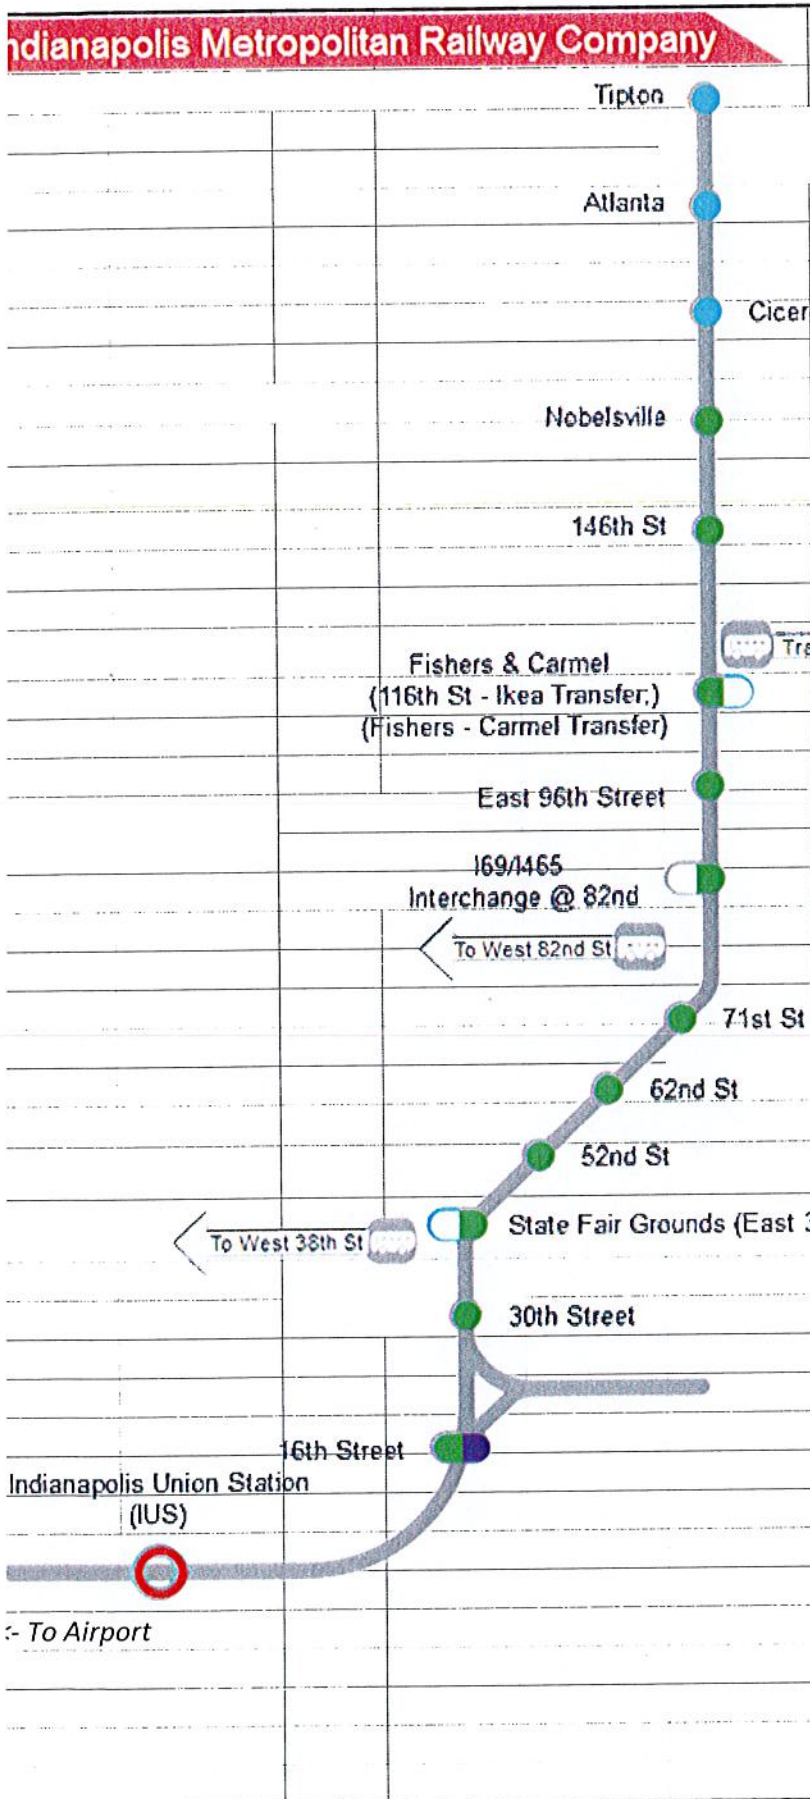 ndianapolis Metropolitan Railway Company
Tipton
Atlanta
Cicer
Nobelsville
146th St
Tra
Fishers & Carmel
(116th St - Ikea Transfer;)
(Fishers - Carmel Transfer)
East 96th Street
I69/I465
Interchange @ 82nd
To West 82nd St
71st St
62nd St
52nd St
State Fair Grounds (East 3
To West 38th St
30th Street
16th Street
Indianapolis Union Station
(IUS)
<- To Airport